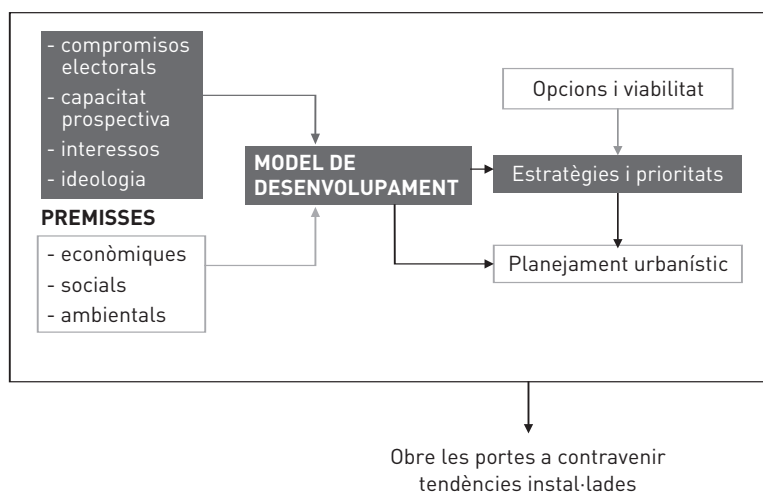 - compromisos
electorals
- capacitat
prospectiva
- interessos
- ideologia
PREMISSES
- econòmiques
- socials
- ambientals
MODEL DE
DESENVOLUPAMENT
Opcions i viabilitat
Estratègies i prioritats
Planejament urbanístic
Obre les portes a contravenir
tendències instal·lades